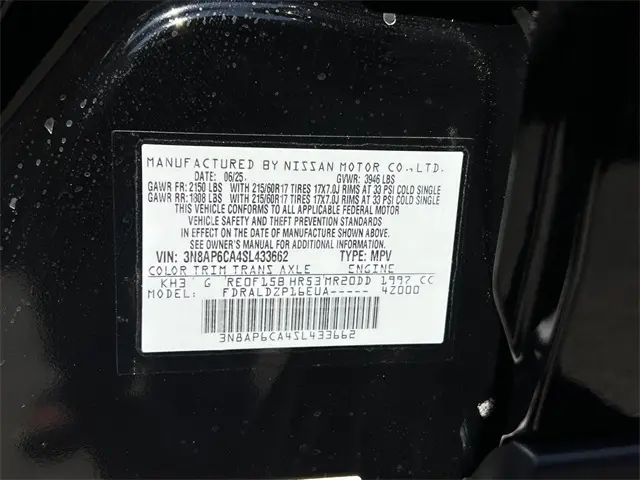 MANUFACTURED BY NISSAN MOTOR CO., LTD.
DATE: 06/25. GVWR: 3946 LBS
GAWR FR: 2150 LBS WITH 215/60R17 TIRES 17X7.0J RIMS AT 33 PSI COLD SINGLE
GAWR RR: 1808 LBS WITH 215/60R17 TIRES 17X7.0J RIMS AT 33 PSI COLD SINGLE
THIS VEHICLE CONFORMS TO ALL APPLICABLE FEDERAL MOTOR
VEHICLE SAFETY AND THEFT PREVENTION STANDARDS
IN EFFECT ON THE DATE OF MANUFACTURE SHOWN ABOVE.
SEE OWNER'S MANUAL FOR ADDITIONAL INFORMATION.
VIN: 3N8AP6CA4SL433662 TYPE: MPV
COLOR TRIM TRANS AXLE ENGINE
KH3 G RE0F15B HR53 MR20DD 1997 CC
MODEL: FDRALDZP16EUA----- 4Z000
3N8AP6CA4SL433662